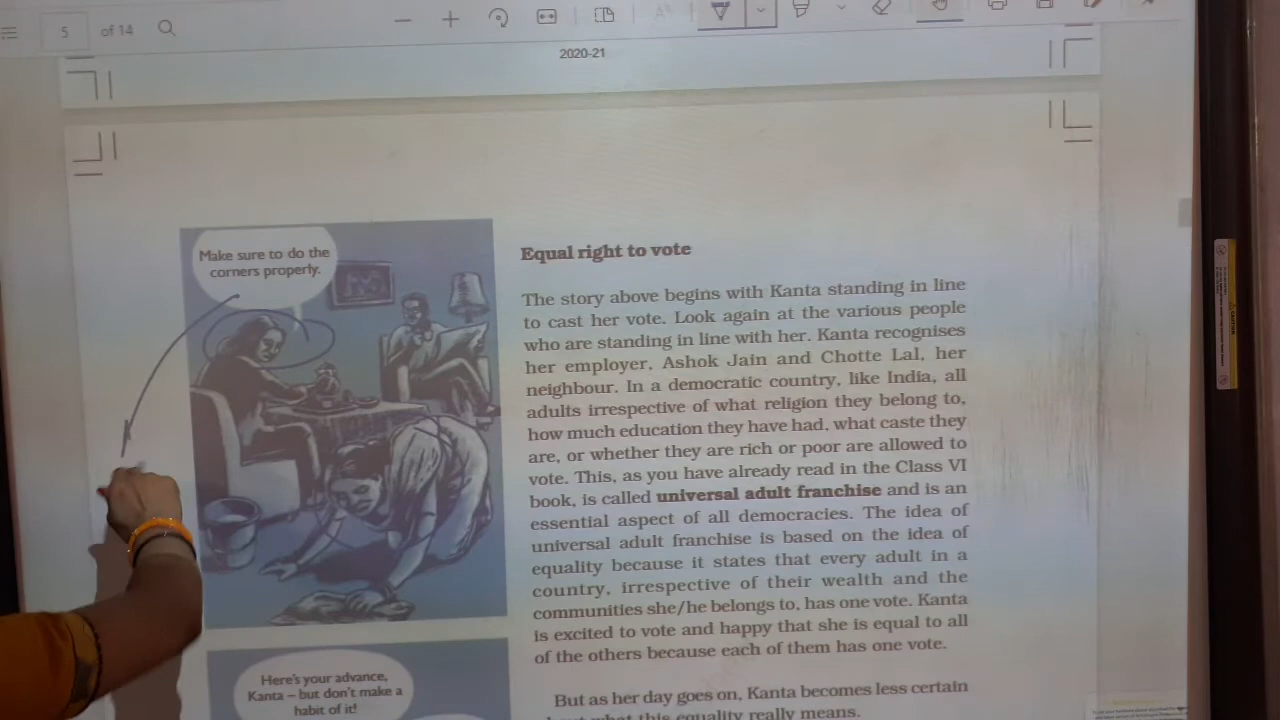 5 of 14
2020-21
Make sure to do the
corners properly.
Equal right to vote
The story above begins with Kanta standing in line
to cast her vote. Look again at the various people
who are standing in line with her. Kanta recognises
her employer, Ashok Jain and Chotte Lal, her
neighbour. In a democratic country, like India, all
adults irrespective of what religion they belong to,
how much education they have had, what caste they
are, or whether they are rich or poor are allowed to
vote. This, as you have already read in the Class VI
book, is called universal adult franchise and is an
essential aspect of all democracies. The idea of
universal adult franchise is based on the idea of
equality because it states that every adult in a
country, irrespective of their wealth and the
communities she/he belongs to, has one vote. Kanta
is excited to vote and happy that she is equal to all
of the others because each of them has one vote.
Here's your advance,
Kanta – but don't make a
habit of it!
But as her day goes on, Kanta becomes less certain
what this equality really means.